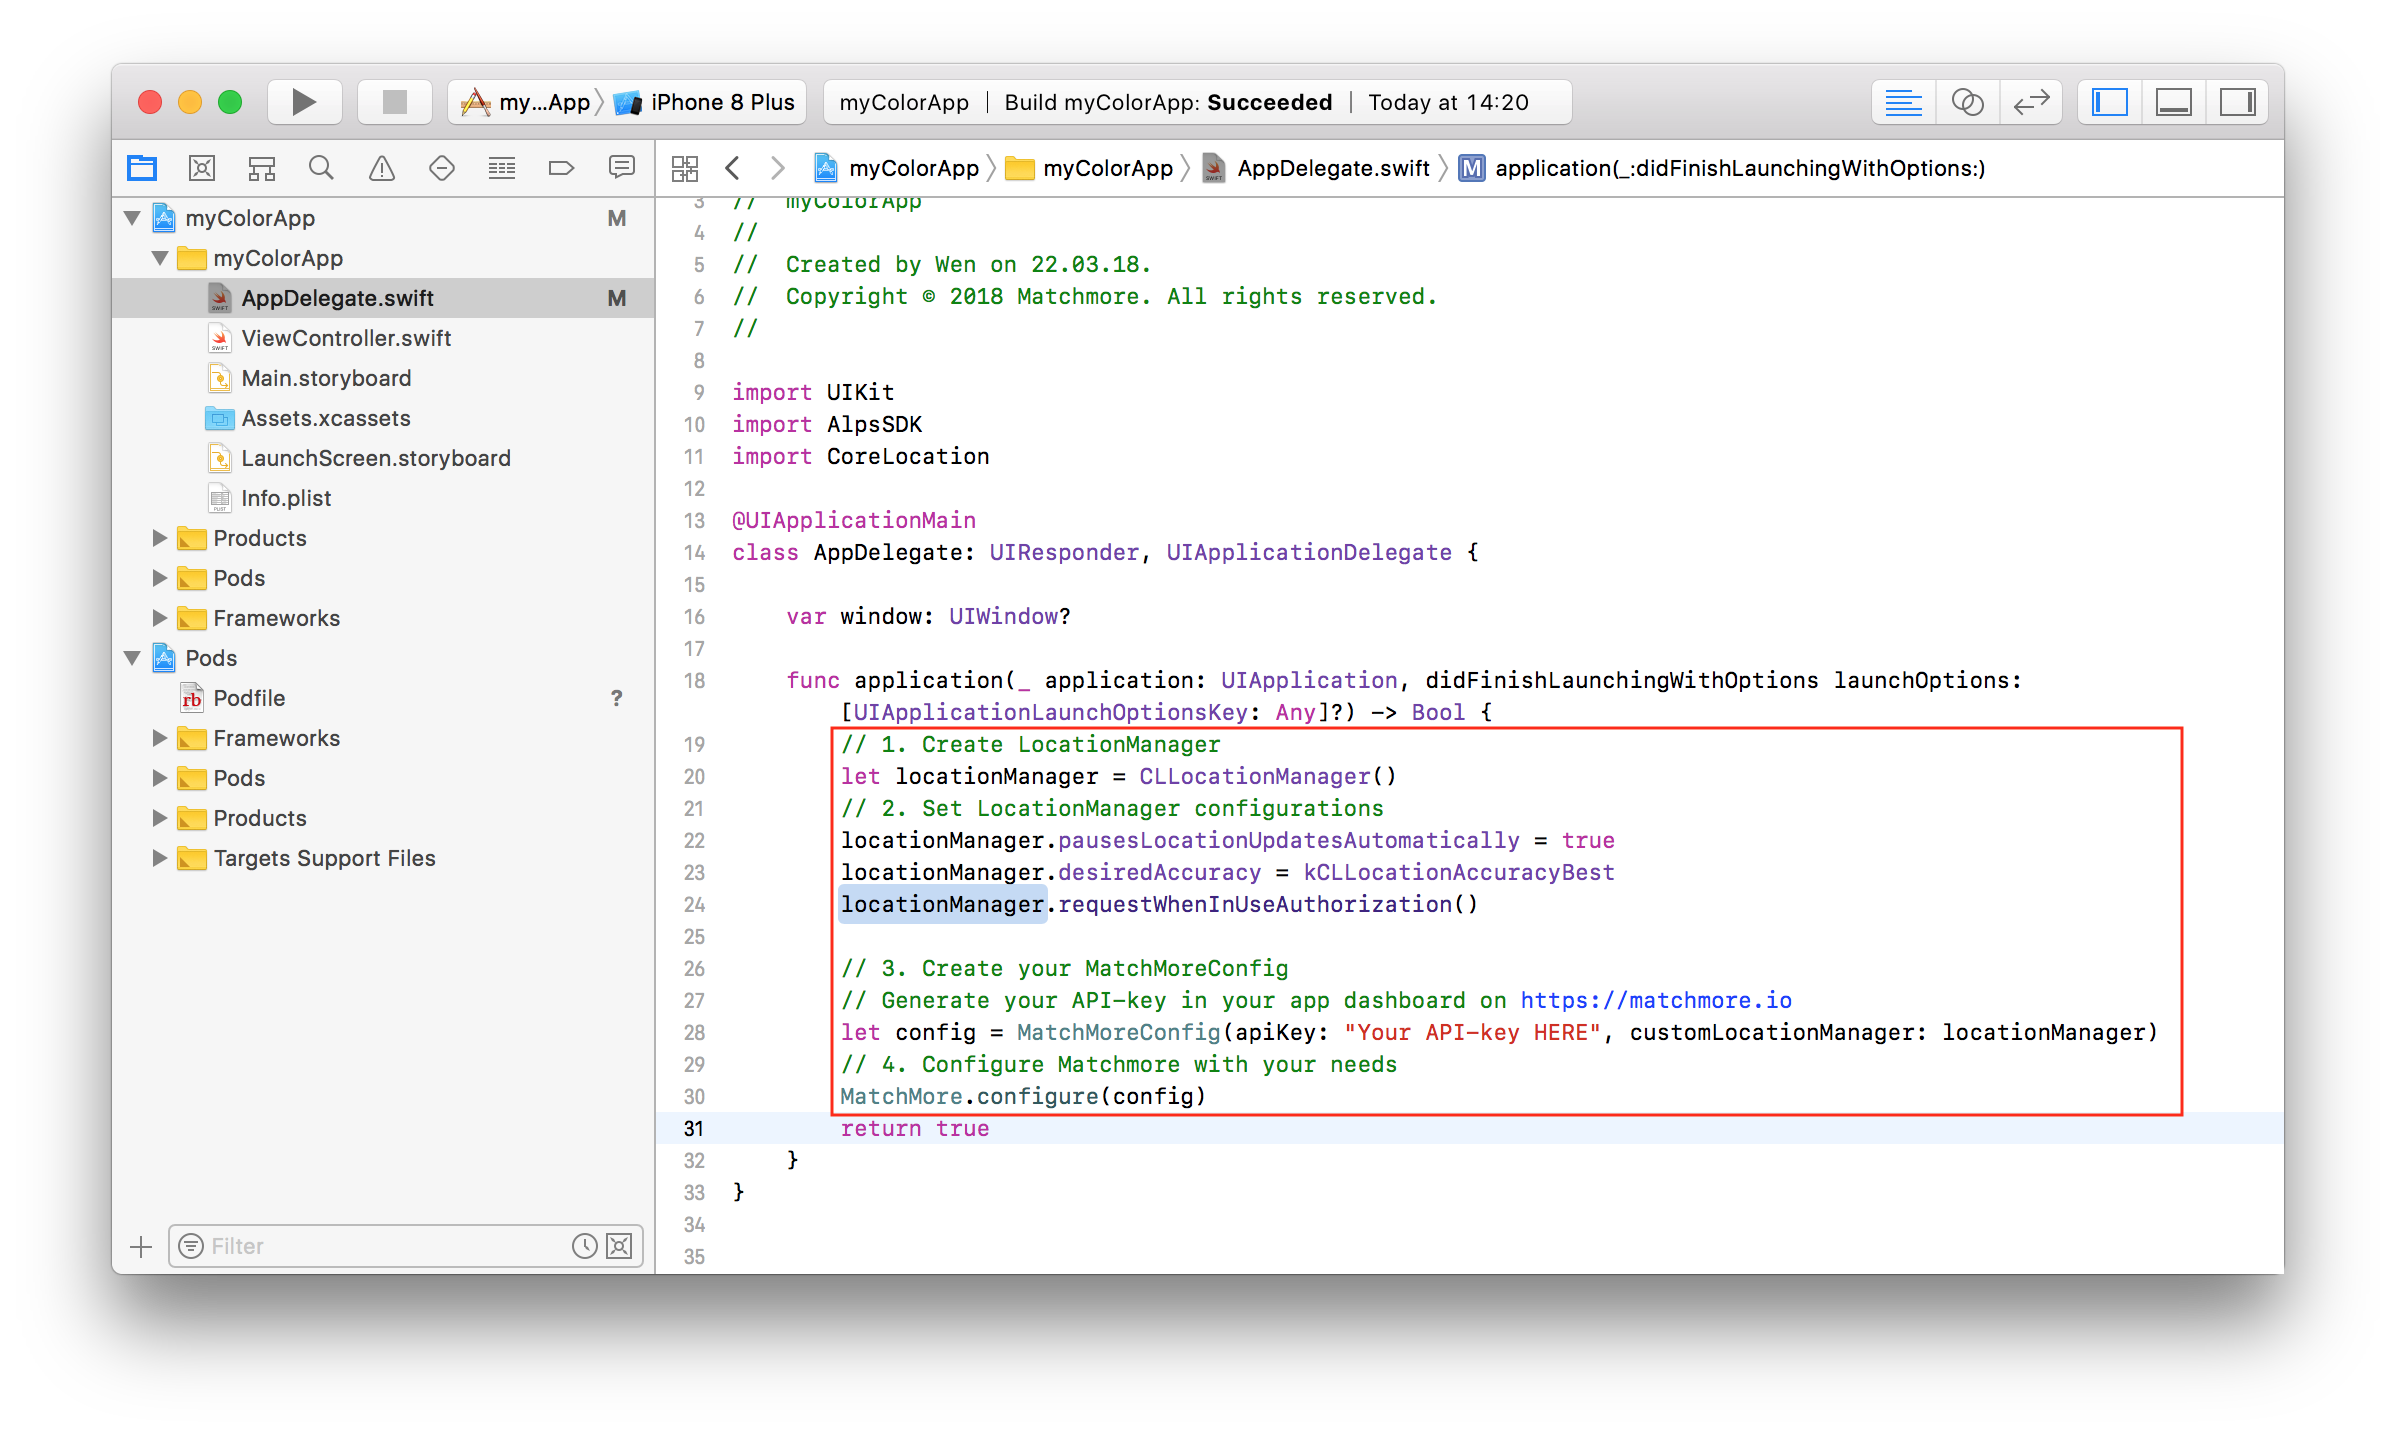 my...App iPhone 8 Plus
myColorApp | Build myColorApp: Succeeded | Today at 14:20
myColorApp myColorApp AppDelegate.swift M application(_:didFinishLaunchingWithOptions:)
myColorApp M
myColorApp
AppDelegate.swift M
ViewController.swift
Main.storyboard
Assets.xcassets
LaunchScreen.storyboard
Info.plist
Products
Pods
Frameworks
Pods
rb Podfile ?
Frameworks
Pods
Products
Targets Support Files
Filter
3 // myColorApp
4 //
5 // Created by Wen on 22.03.18.
6 // Copyright © 2018 Matchmore. All rights reserved.
7 //
8
9 import UIKit
10 import AlpsSDK
11 import CoreLocation
12
13 @UIApplicationMain
14 class AppDelegate: UIResponder, UIApplicationDelegate {
15
16 var window: UIWindow?
17
18 func application(_ application: UIApplication, didFinishLaunchingWithOptions launchOptions:
[UIApplicationLaunchOptionsKey: Any]?) -> Bool {
19 // 1. Create LocationManager
20 let locationManager = CLLocationManager()
21 // 2. Set LocationManager configurations
22 locationManager.pausesLocationUpdatesAutomatically = true
23 locationManager.desiredAccuracy = kCLLocationAccuracyBest
24 locationManager.requestWhenInUseAuthorization()
25
26 // 3. Create your MatchMoreConfig
27 // Generate your API-key in your app dashboard on https://matchmore.io
28 let config = MatchMoreConfig(apiKey: "Your API-key HERE", customLocationManager: locationManager)
29 // 4. Configure Matchmore with your needs
30 MatchMore.configure(config)
31 return true
32 }
33 }
34
35